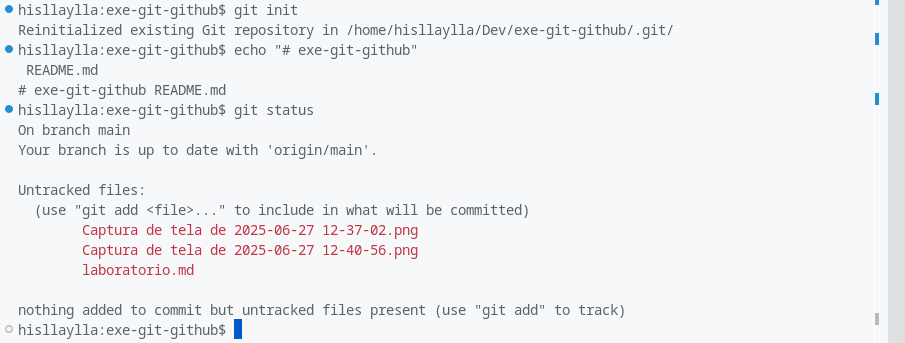 hisllaylla:exe-git-github$ git init
Reinitialized existing Git repository in /home/hisllaylla/Dev/exe-git-github/.git/
hisllaylla:exe-git-github$ echo "# exe-git-github"
 README.md
# exe-git-github README.md
hisllaylla:exe-git-github$ git status
On branch main
Your branch is up to date with 'origin/main'.

Untracked files:
  (use "git add <file>..." to include in what will be committed)
        Captura de tela de 2025-06-27 12-37-02.png
        Captura de tela de 2025-06-27 12-40-56.png
        laboratorio.md

nothing added to commit but untracked files present (use "git add" to track)
hisllaylla:exe-git-github$